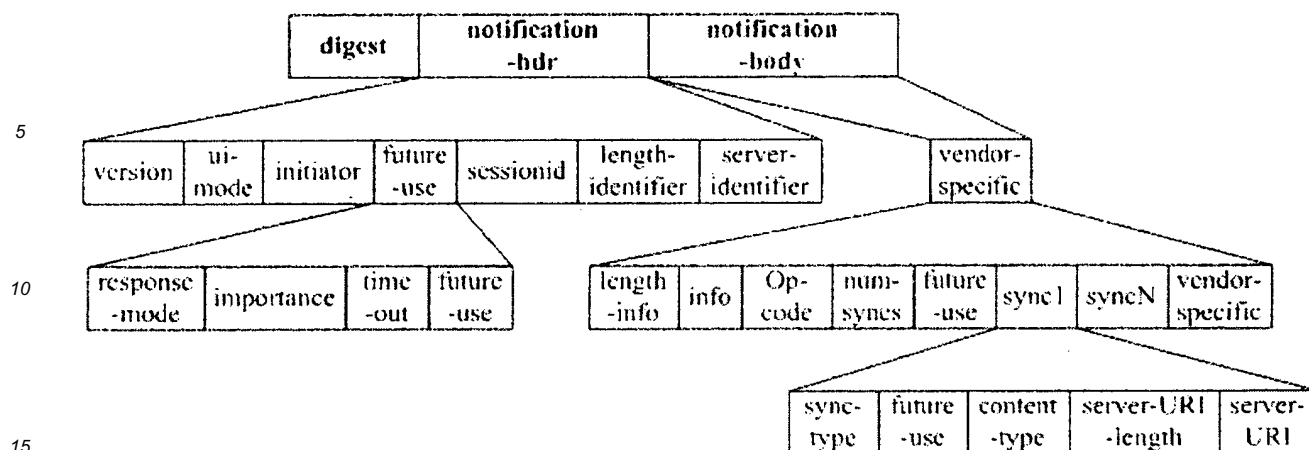 digest
notification
-hdr
notification
-body
5
version
ui-
mode
initiator
future
-use
sessionid
length-
identifier
server-
identifier
vendor-
specific
response
-mode
importance
time
-out
future
-use
length
-info
info
Op-
code
num-
syncs
future
-use
sync1
syncN
vendor-
specific
10
sync-
type
future
-use
content
-type
server-URI
-length
server-
URI
15